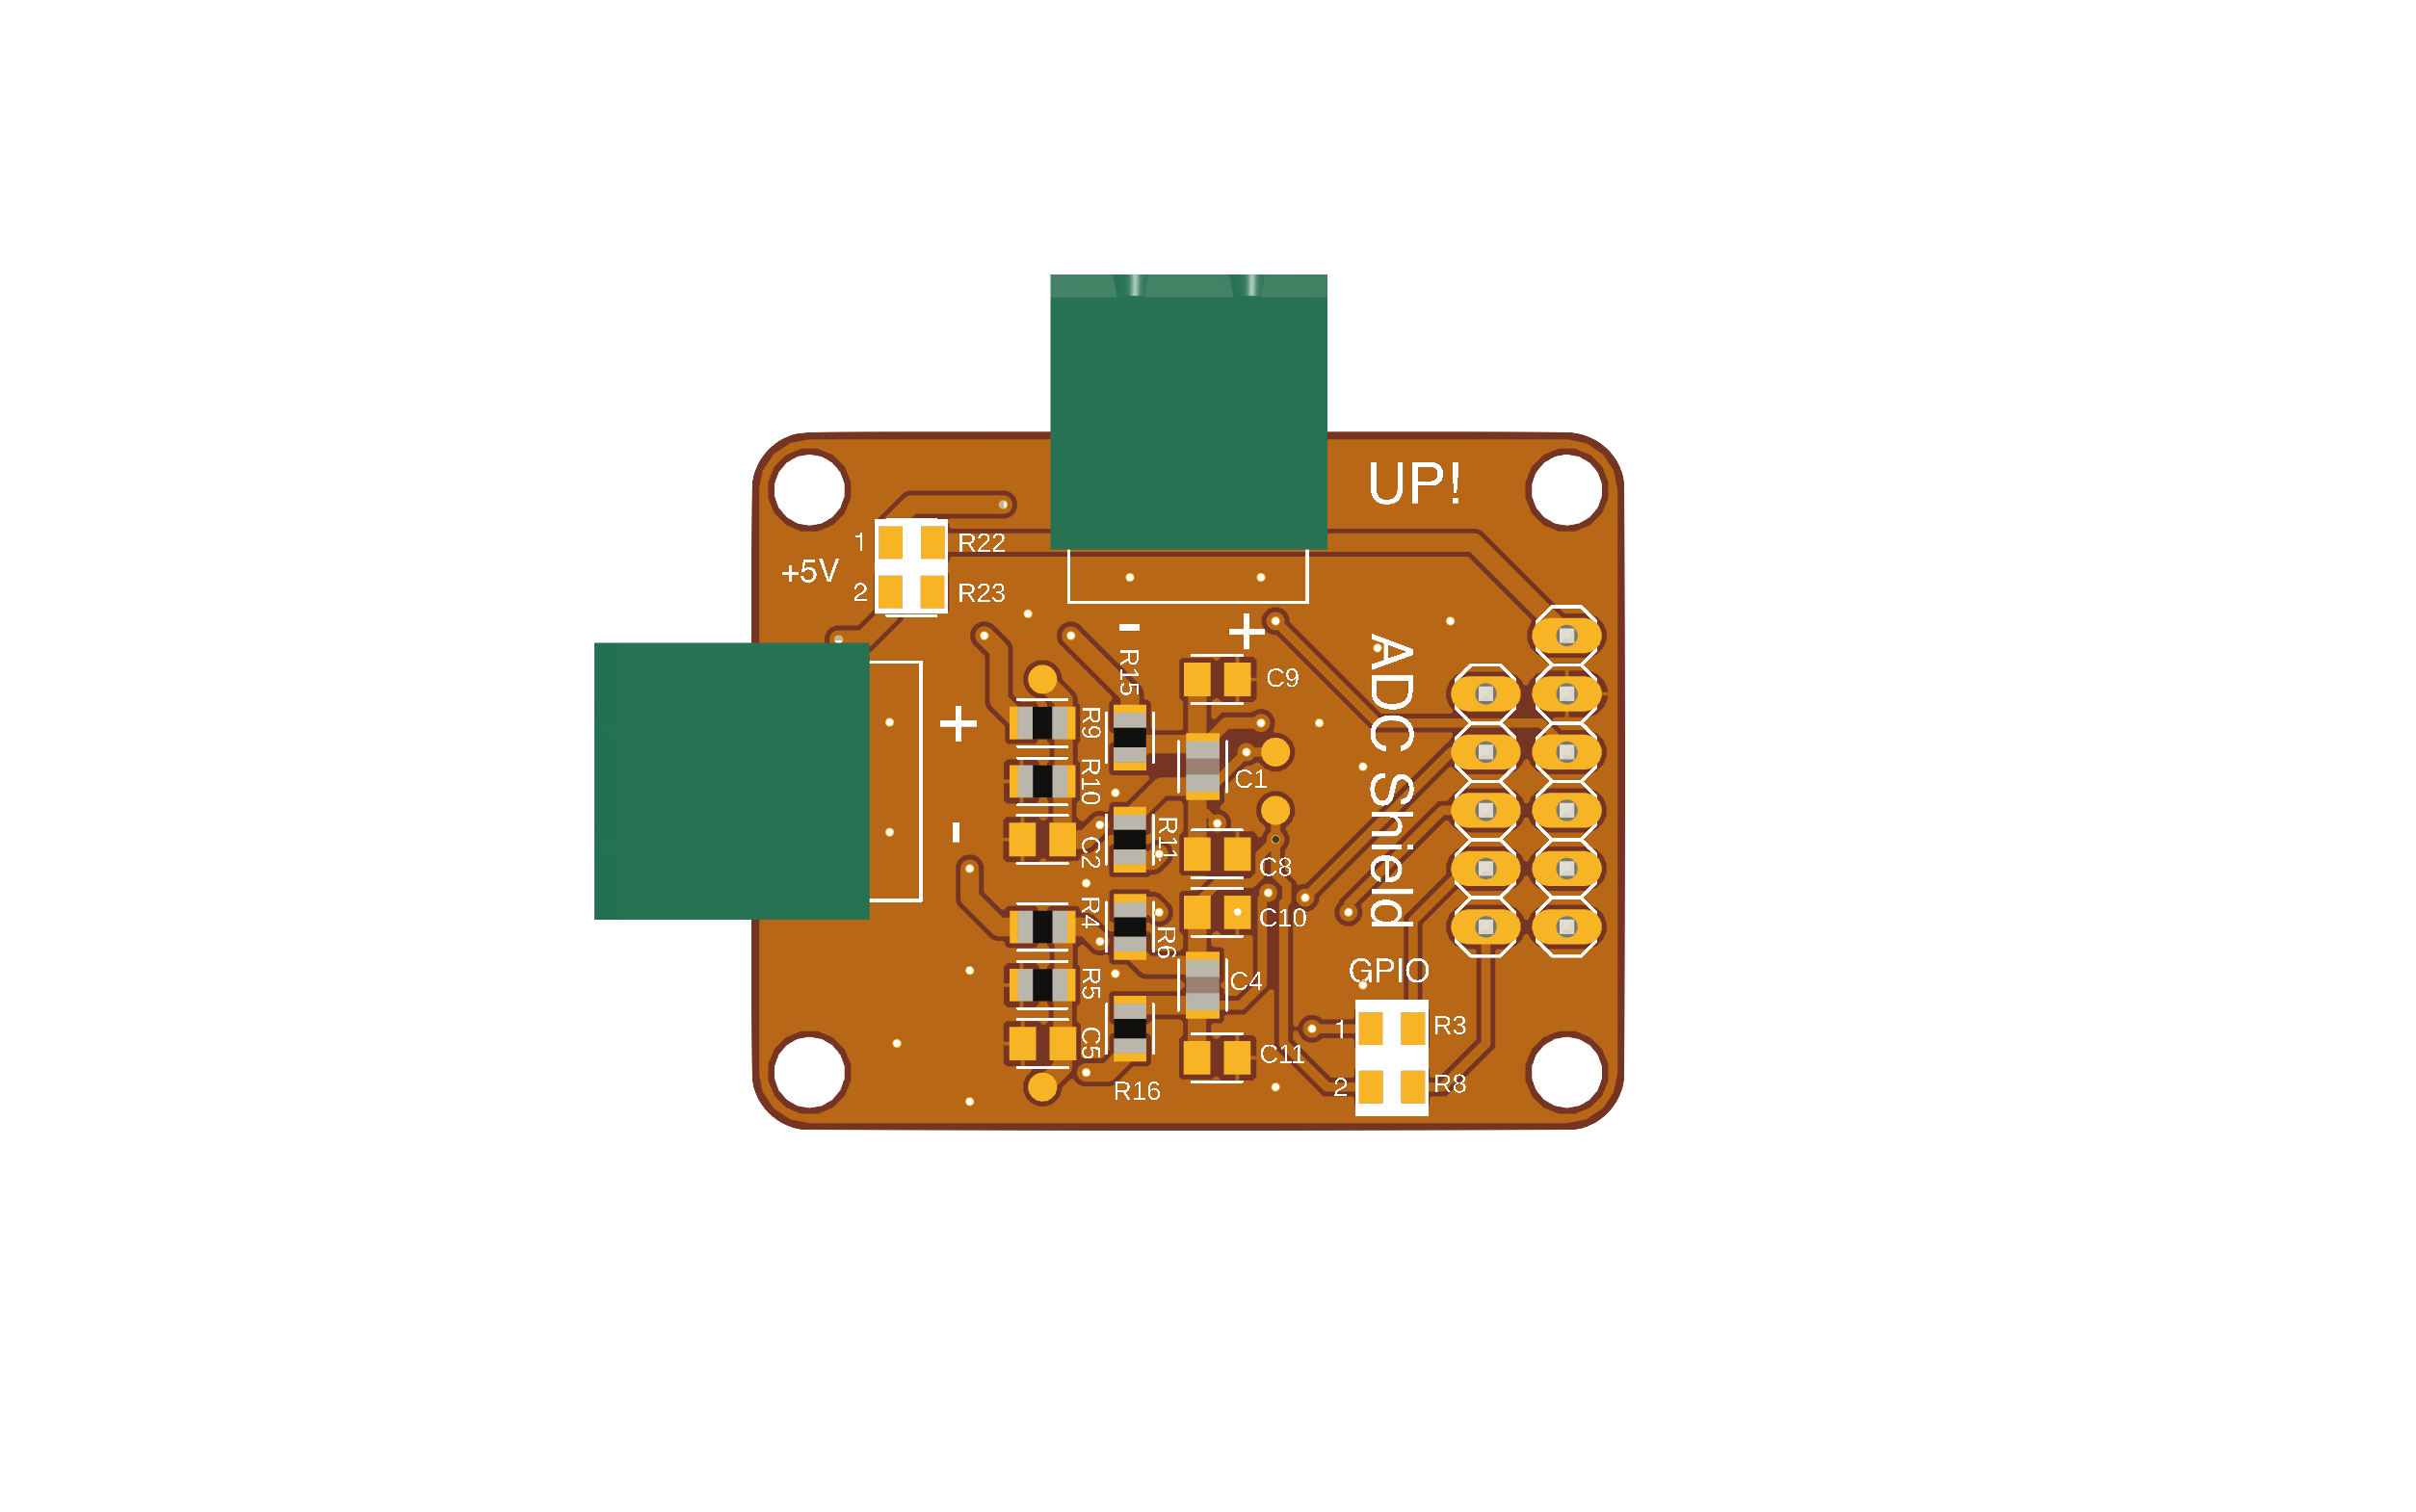 UP!
1
R22
+5V
2
R23
-
+
R15
C9
ADC Shield
+
R9
C1
R10
-
R11
C2
C8
R4
C10
R6
GPIO
R5
C4
1
R3
C5
C11
2
R8
R16